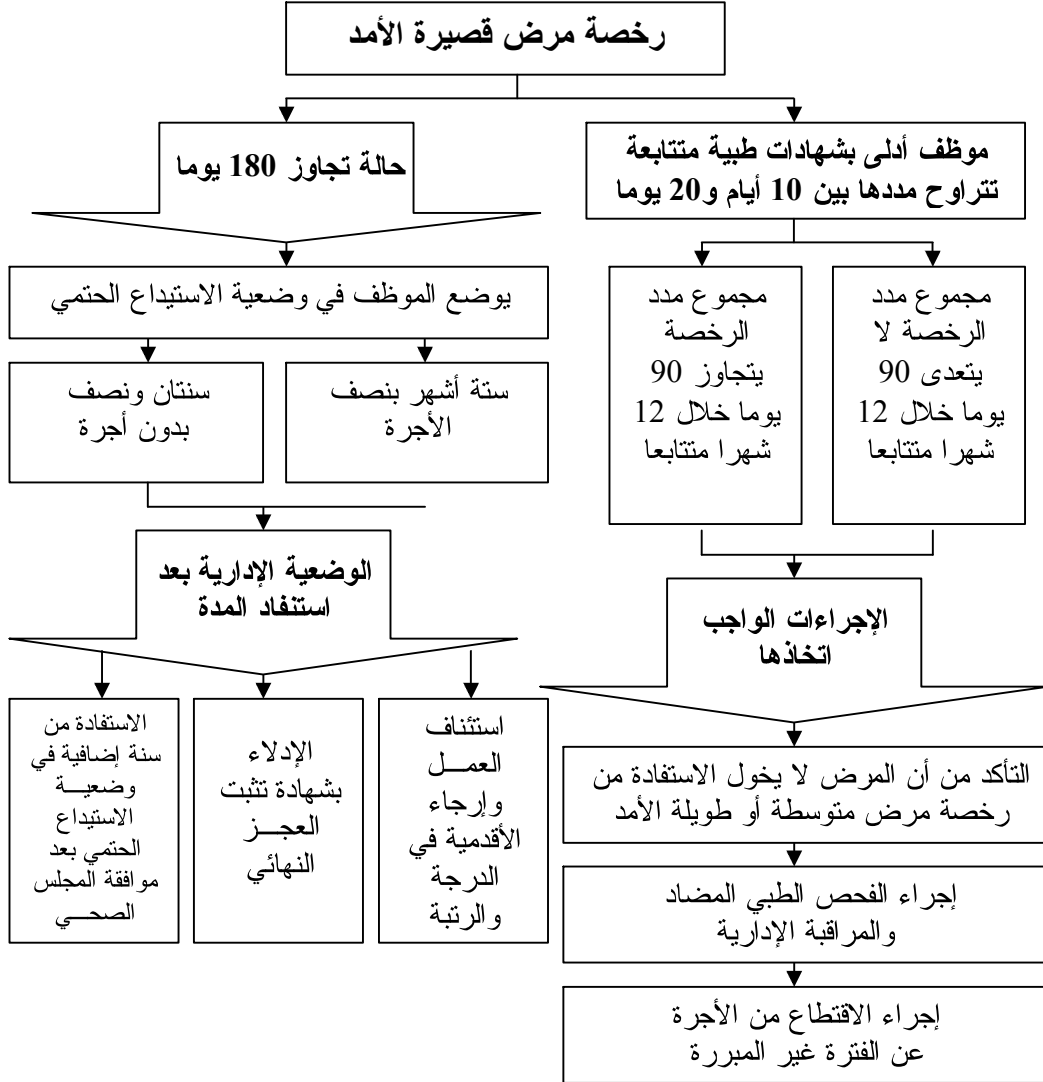 رخصة مرض قصيرة الأمد
موظف أدلى بشهادات طبية متتابعة
تتراوح مددها بين 10 أيام و20 يوما
مجموع مدد
الرخصة لا
يتعدى 90
يوما خلال 12
شهرا متتابعا
مجموع مدد
الرخصة
يتجاوز 90
يوما خلال 12
شهرا متتابعا
الإجراءات الواجب
اتخاذها
التأكد من أن المرض لا يخول الاستفادة من
رخصة مرض متوسطة أو طويلة الأمد
إجراء الفحص الطبي المضاد
والمراقبة الإدارية
إجراء الاقتطاع من الأجرة
عن الفترة غير المبررة
حالة تجاوز 180 يوما
يوضع الموظف في وضعية الاستيداع الحتمي
ستة أشهر بنصف
الأجرة
سنتان ونصف
بدون أجرة
الوضعية الإدارية بعد
استنفاد المدة
استئناف
العمــل
وإرجاء
الأقدمية في
الدرجة
والرتبة
الإدلاء
بشهادة تثبت
العجــز
النهائي
الاستفادة من
سنة إضافية في
وضعيــة
الاستيداع
الحتمي بعد
موافقة المجلس
الصحــي